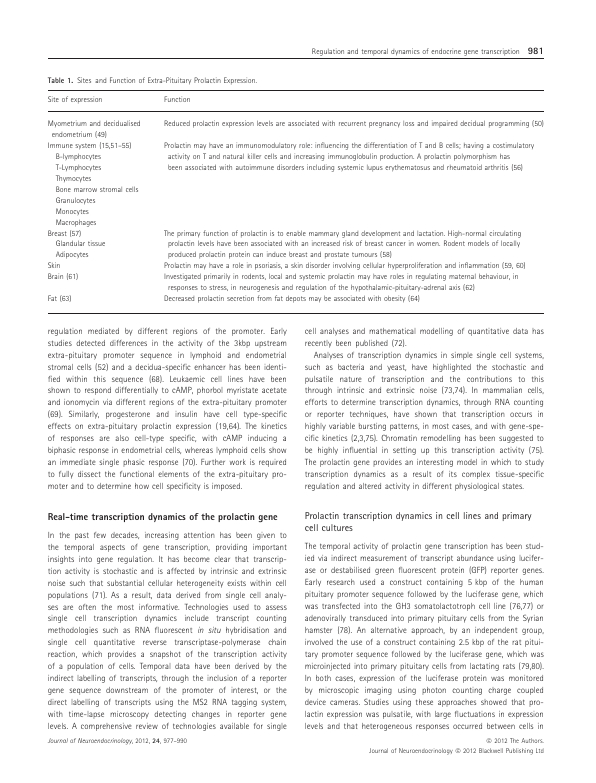 Regulation and temporal dynamics of endocrine gene transcription 981
Table 1. Sites and Function of Extra-Pituitary Prolactin Expression.
Site of expression Function
Myometrium and decidualised Reduced prolactin expression levels are associated with recurrent pregnancy loss and impaired decidual programming (50)
endometrium (49)
Immune system (15,51–55) Prolactin may have an immunomodulatory role: influencing the differentiation of T and B cells; having a costimulatory
B-lymphocytes activity on T and natural killer cells and increasing immunoglobulin production. A prolactin polymorphism has
T-Lymphocytes been associated with autoimmune disorders including systemic lupus erythematosus and rheumatoid arthritis (56)
Thymocytes
Bone marrow stromal cells
Granulocytes
Monocytes
Macrophages
Breast (57) The primary function of prolactin is to enable mammary gland development and lactation. High-normal circulating
Glandular tissue prolactin levels have been associated with an increased risk of breast cancer in women. Rodent models of locally
Adipocytes produced prolactin protein can induce breast and prostate tumours (58)
Skin Prolactin may have a role in psoriasis, a skin disorder involving cellular hyperproliferation and inflammation (59, 60)
Brain (61) Investigated primarily in rodents, local and systemic prolactin may have roles in regulating maternal behaviour, in
responses to stress, in neurogenesis and regulation of the hypothalamic-pituitary-adrenal axis (62)
Fat (63) Decreased prolactin secretion from fat depots may be associated with obesity (64)
regulation mediated by different regions of the promoter. Early
studies detected differences in the activity of the 3kbp upstream
extra-pituitary promoter sequence in lymphoid and endometrial
stromal cells (52) and a decidua-specific enhancer has been identi-
fied within this sequence (68). Leukaemic cell lines have been
shown to respond differentially to cAMP, phorbol myristate acetate
and ionomycin via different regions of the extra-pituitary promoter
(69). Similarly, progesterone and insulin have cell type-specific
effects on extra-pituitary prolactin expression (19,64). The kinetics
of responses are also cell-type specific, with cAMP inducing a
biphasic response in endometrial cells, whereas lymphoid cells show
an immediate single phasic response (70). Further work is required
to fully dissect the functional elements of the extra-pituitary pro-
moter and to determine how cell specificity is imposed.
Real-time transcription dynamics of the prolactin gene
In the past few decades, increasing attention has been given to
the temporal aspects of gene transcription, providing important
insights into gene regulation. It has become clear that transcrip-
tion activity is stochastic and is affected by intrinsic and extrinsic
noise such that substantial cellular heterogeneity exists within cell
populations (71). As a result, data derived from single cell analy-
ses are often the most informative. Technologies used to assess
single cell transcription dynamics include transcript counting
methodologies such as RNA fluorescent in situ hybridisation and
single cell quantitative reverse transcriptase-polymerase chain
reaction, which provides a snapshot of the transcription activity
of a population of cells. Temporal data have been derived by the
indirect labelling of transcripts, through the inclusion of a reporter
gene sequence downstream of the promoter of interest, or the
direct labelling of transcripts using the MS2 RNA tagging system,
with time-lapse microscopy detecting changes in reporter gene
levels. A comprehensive review of technologies available for single
cell analyses and mathematical modelling of quantitative data has
recently been published (72).
Analyses of transcription dynamics in simple single cell systems,
such as bacteria and yeast, have highlighted the stochastic and
pulsatile nature of transcription and the contributions to this
through intrinsic and extrinsic noise (73,74). In mammalian cells,
efforts to determine transcription dynamics, through RNA counting
or reporter techniques, have shown that transcription occurs in
highly variable bursting patterns, in most cases, and with gene-spe-
cific kinetics (2,3,75). Chromatin remodelling has been suggested to
be highly influential in setting up this transcription activity (75).
The prolactin gene provides an interesting model in which to study
transcription dynamics as a result of its complex tissue-specific
regulation and altered activity in different physiological states.
Prolactin transcription dynamics in cell lines and primary
cell cultures
The temporal activity of prolactin gene transcription has been stud-
ied via indirect measurement of transcript abundance using lucifer-
ase or destabilised green fluorescent protein (GFP) reporter genes.
Early research used a construct containing 5 kbp of the human
pituitary promoter sequence followed by the luciferase gene, which
was transfected into the GH3 somatolactotroph cell line (76,77) or
adenovirally transduced into primary pituitary cells from the Syrian
hamster (78). An alternative approach, by an independent group,
involved the use of a construct containing 2.5 kbp of the rat pitui-
tary promoter sequence followed by the luciferase gene, which was
microinjected into primary pituitary cells from lactating rats (79,80).
In both cases, expression of the luciferase protein was monitored
by microscopic imaging using photon counting charge coupled
device cameras. Studies using these approaches showed that pro-
lactin expression was pulsatile, with large fluctuations in expression
levels and that heterogeneous responses occurred between cells in
Journal of Neuroendocrinology, 2012, 24, 977–990 © 2012 The Authors.
Journal of Neuroendocrinology © 2012 Blackwell Publishing Ltd